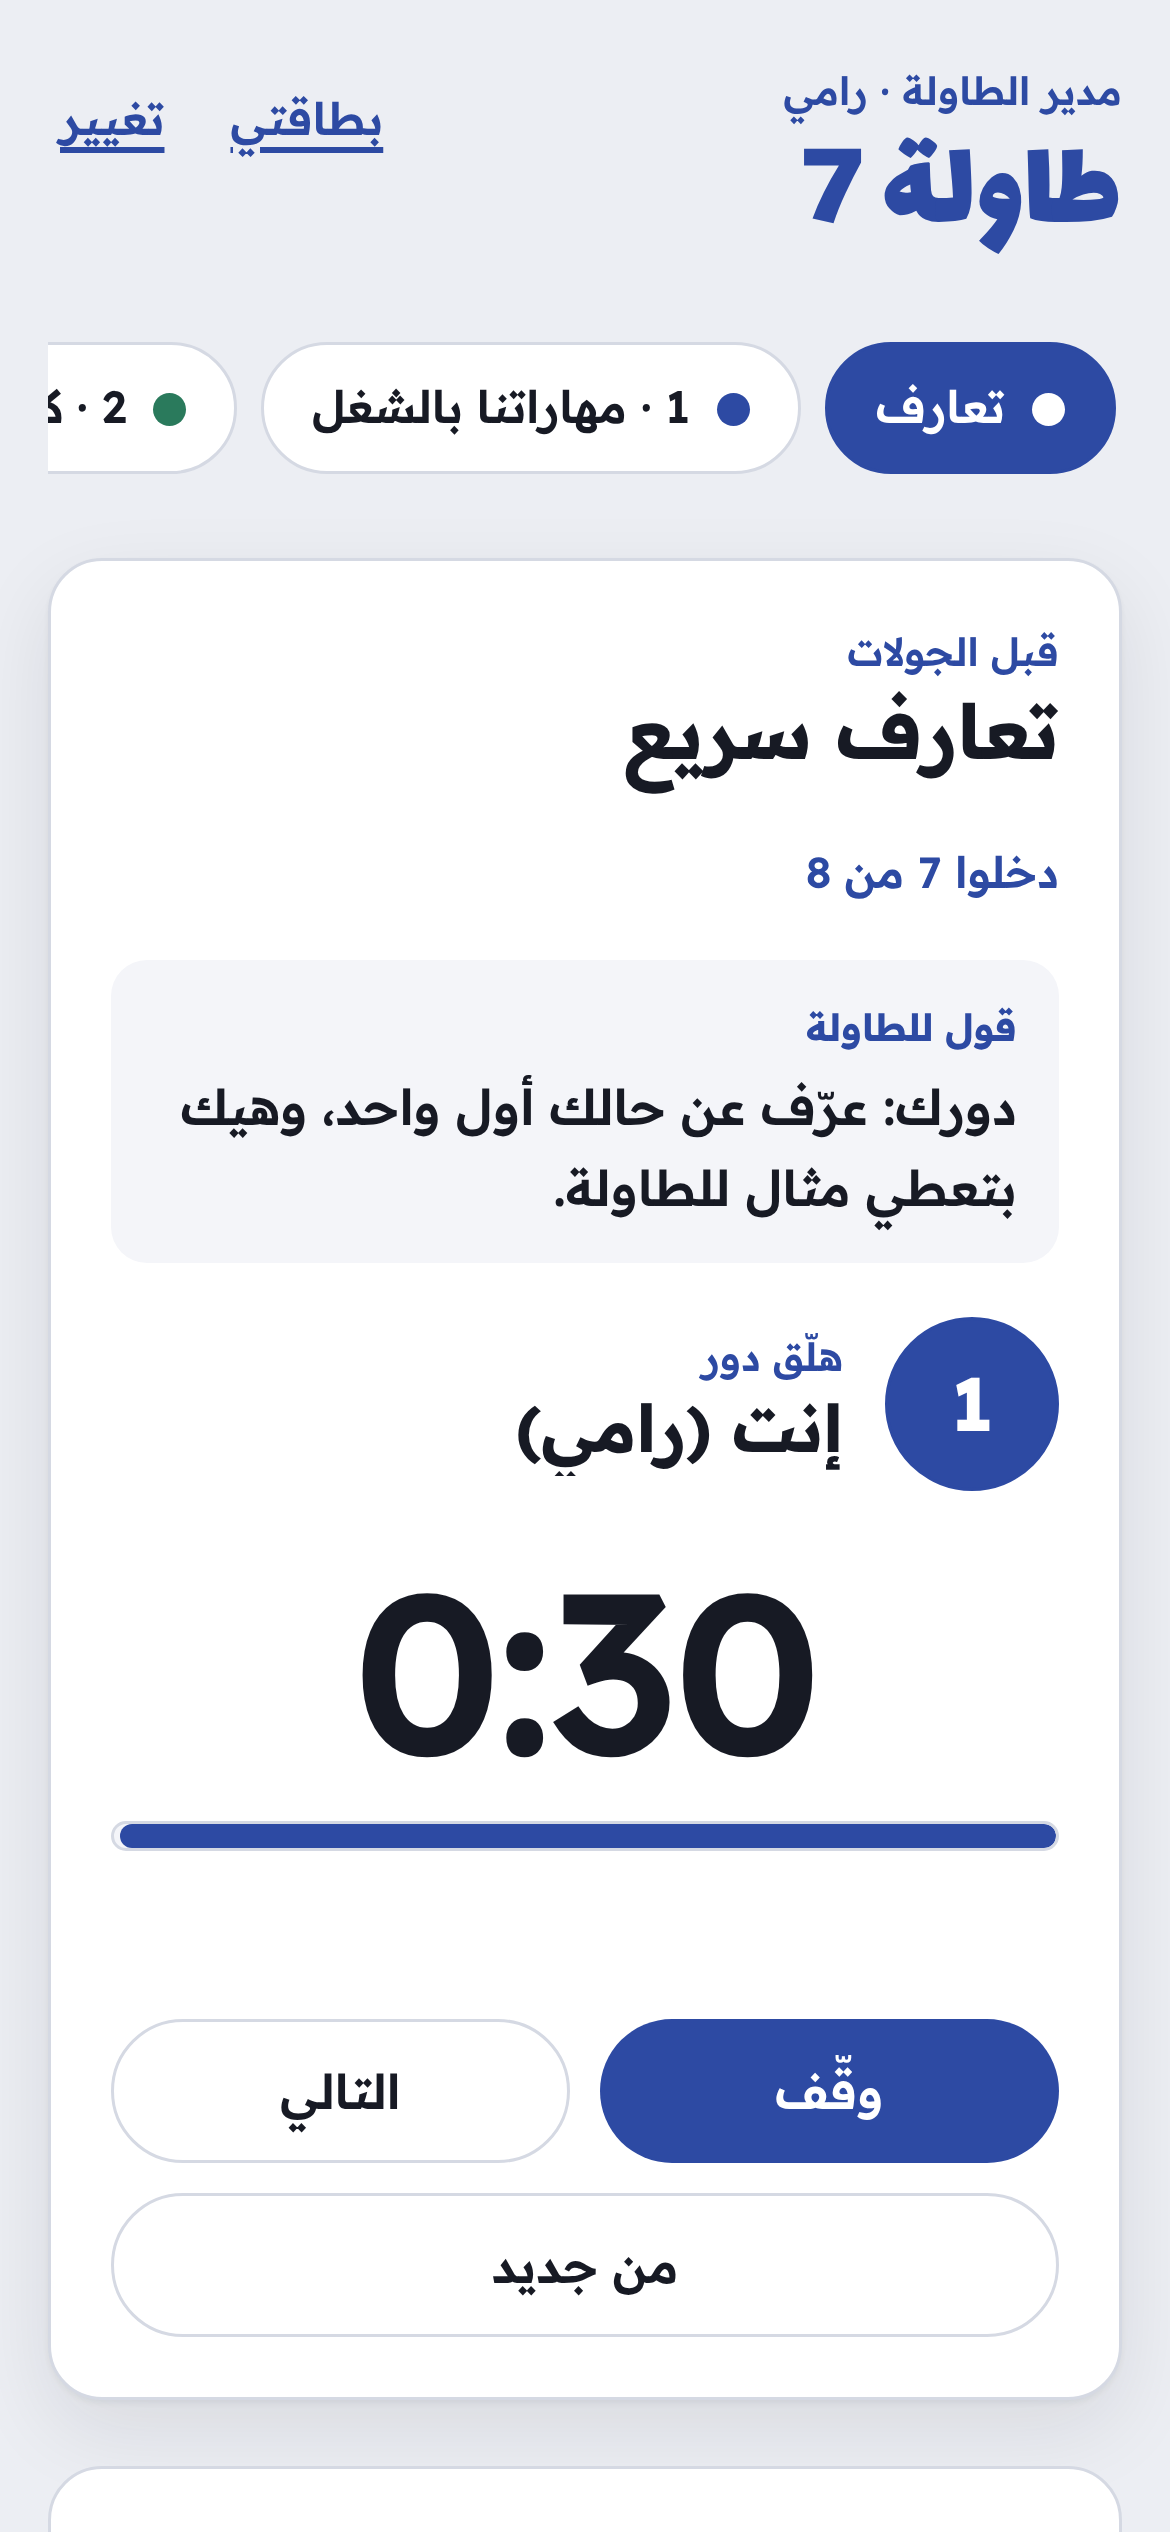 مدير الطاولة · رامي
طاولة 7
بطاقتي
تغيير
تعارف
1 · مهاراتنا بالشغل
2 ·
قبل الجولات
تعارف سريع
دخلوا 7 من 8
قول للطاولة
دورك: عرّف عن حالك أول واحد، وهيك
بتعطي مثال للطاولة.
1
هلّق دور
إنت (رامي)
0:30
وقّف
التالي
من جديد